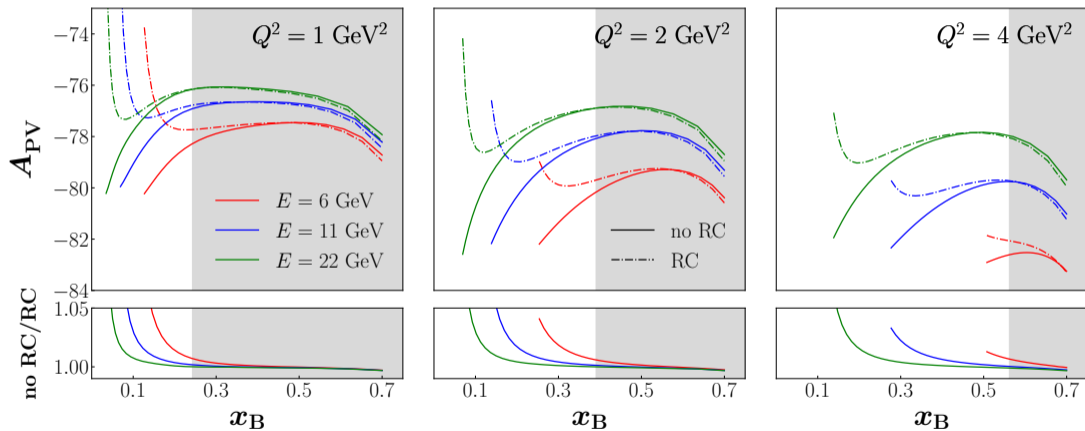 Q² = 1 GeV²
Q² = 2 GeV²
Q² = 4 GeV²
A_PV
−74
−76
−78
−80
−82
−84
E = 6 GeV
E = 11 GeV
E = 22 GeV
no RC
RC
no RC/RC
1.05
1.00
0.1 0.3 0.5 0.7
0.1 0.3 0.5 0.7
0.1 0.3 0.5 0.7
x_B
x_B
x_B